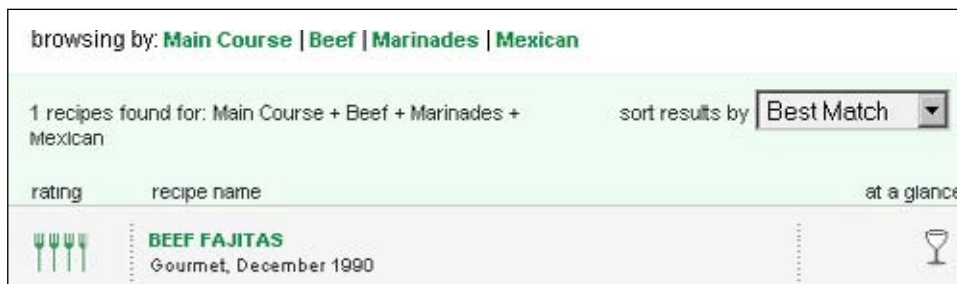 browsing by: Main Course | Beef | Marinades | Mexican
1 recipes found for: Main Course + Beef + Marinades +
Mexican
sort results by Best Match
rating recipe name at a glance
BEEF FAJITAS
Gourmet, December 1990